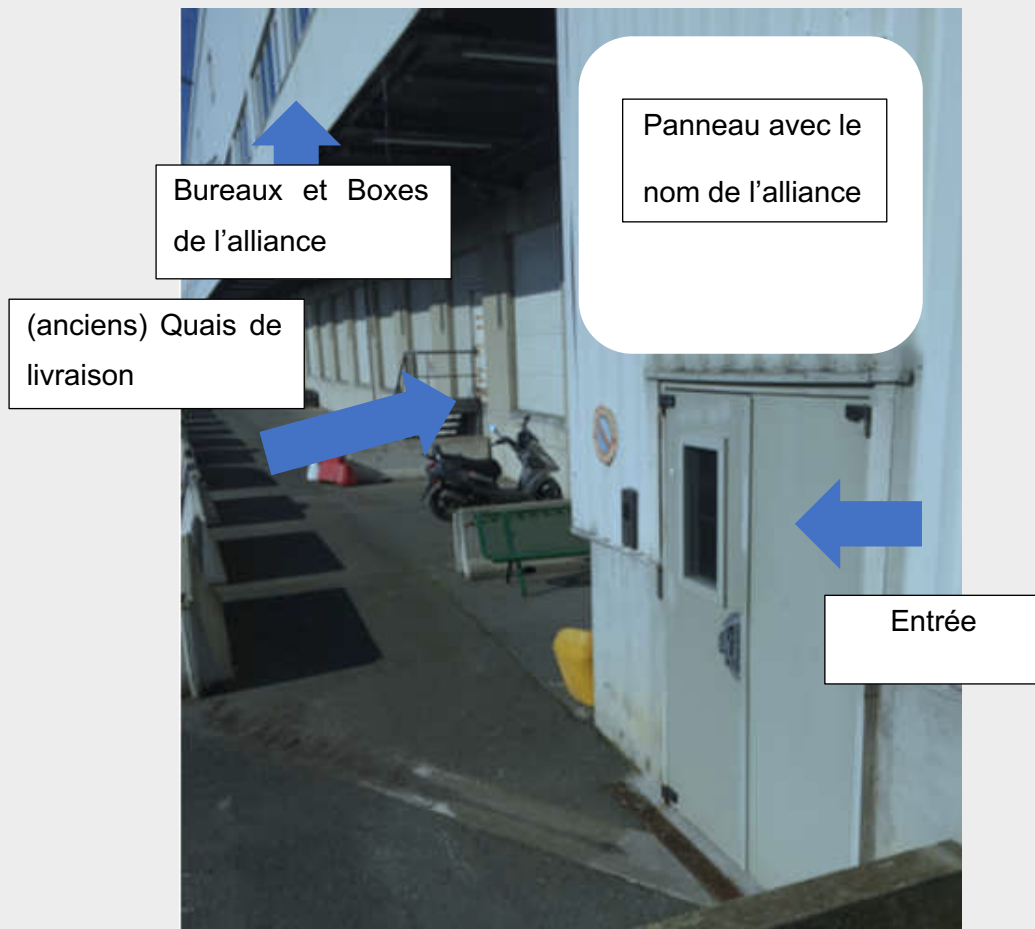 Panneau avec le
nom de l’alliance
Bureaux et Boxes
de l’alliance
(anciens) Quais de
livraison
Entrée